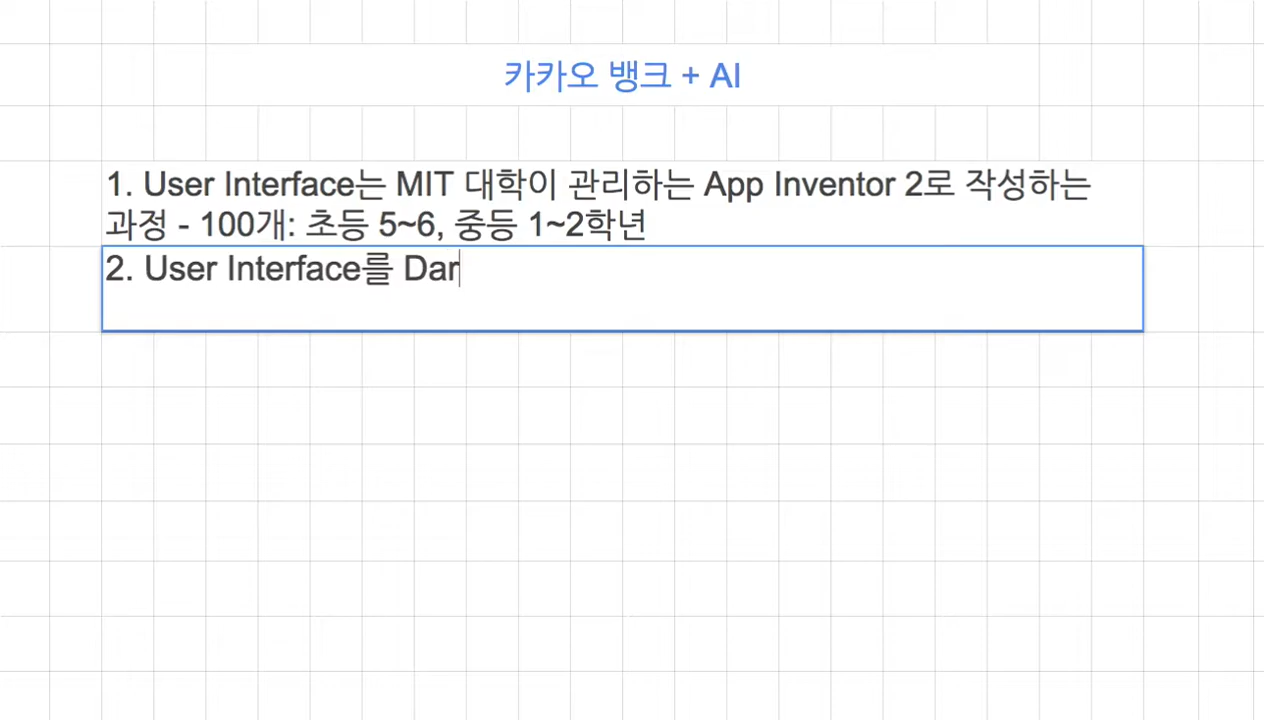 카카오 뱅크 + AI
1. User Interface는 MIT 대학이 관리하는 App Inventor 2로 작성하는
과정 - 100개: 초등 5~6, 중등 1~2학년
2. User Interface를 Dar